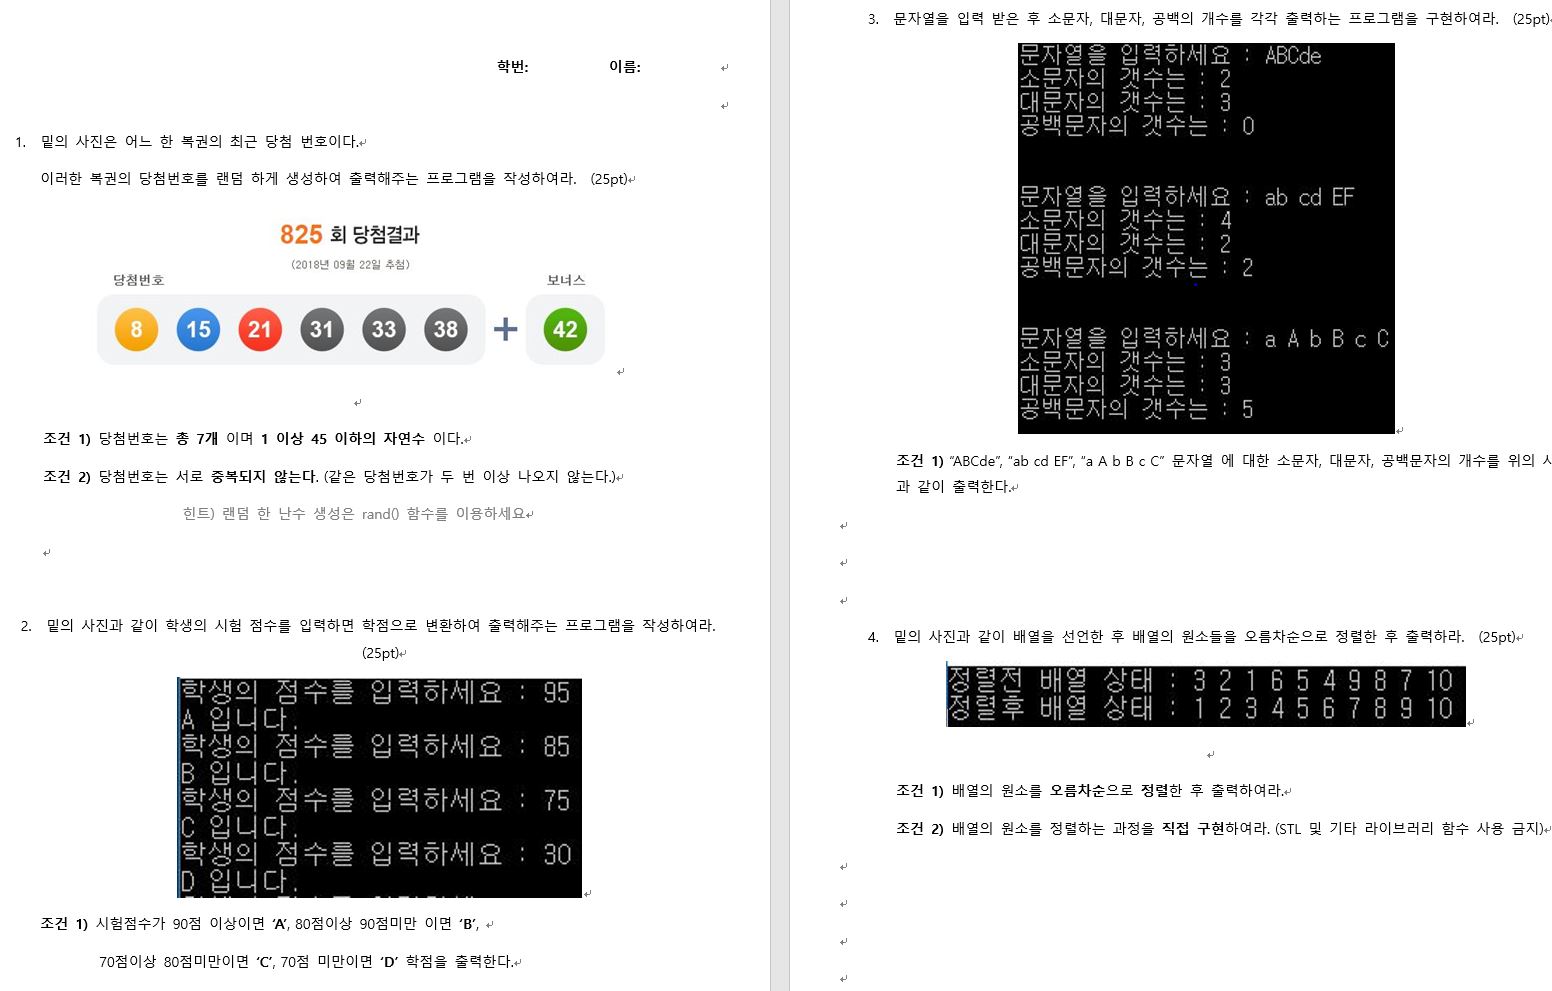 학번: 이름:
1. 밑의 사진은 어느 한 복권의 최근 당첨 번호이다.
이러한 복권의 당첨번호를 랜덤 하게 생성하여 출력해주는 프로그램을 작성하여라. (25pt)
825 회 당첨결과
(2018년 09월 22일 추첨)
당첨번호 보너스
8 15 21 31 33 38 + 42
조건 1) 당첨번호는 총 7개 이며 1 이상 45 이하의 자연수 이다.
조건 2) 당첨번호는 서로 중복되지 않는다. (같은 당첨번호가 두 번 이상 나오지 않는다.)
힌트) 랜덤 한 난수 생성은 rand() 함수를 이용하세요
2. 밑의 사진과 같이 학생의 시험 점수를 입력하면 학점으로 변환하여 출력해주는 프로그램을 작성하여라.
(25pt)
학생의 점수를 입력하세요 : 95
A 입니다.
학생의 점수를 입력하세요 : 85
B 입니다.
학생의 점수를 입력하세요 : 75
C 입니다.
학생의 점수를 입력하세요 : 30
D 입니다.
조건 1) 시험점수가 90점 이상이면 ‘A’, 80점이상 90점미만 이면 ‘B’,
70점이상 80점미만이면 ‘C’, 70점 미만이면 ‘D’ 학점을 출력한다.
3. 문자열을 입력 받은 후 소문자, 대문자, 공백의 개수를 각각 출력하는 프로그램을 구현하여라. (25pt)
문자열을 입력하세요 : ABCde
소문자의 갯수는 : 2
대문자의 갯수는 : 3
공백문자의 갯수는 : 0
문자열을 입력하세요 : ab cd EF
소문자의 갯수는 : 4
대문자의 갯수는 : 2
공백문자의 갯수는 : 2
문자열을 입력하세요 : a A b B c C
소문자의 갯수는 : 3
대문자의 갯수는 : 3
공백문자의 갯수는 : 5
조건 1) “ABCde”, “ab cd EF”, “a A b B c C” 문자열 에 대한 소문자, 대문자, 공백문자의 개수를 위의
과 같이 출력한다.
4. 밑의 사진과 같이 배열을 선언한 후 배열의 원소들을 오름차순으로 정렬한 후 출력하라. (25pt)
정렬전 배열 상태 : 3 2 1 6 5 4 9 8 7 10
정렬후 배열 상태 : 1 2 3 4 5 6 7 8 9 10
조건 1) 배열의 원소를 오름차순으로 정렬한 후 출력하여라.
조건 2) 배열의 원소를 정렬하는 과정을 직접 구현하여라. (STL 및 기타 라이브러리 함수 사용 금지)